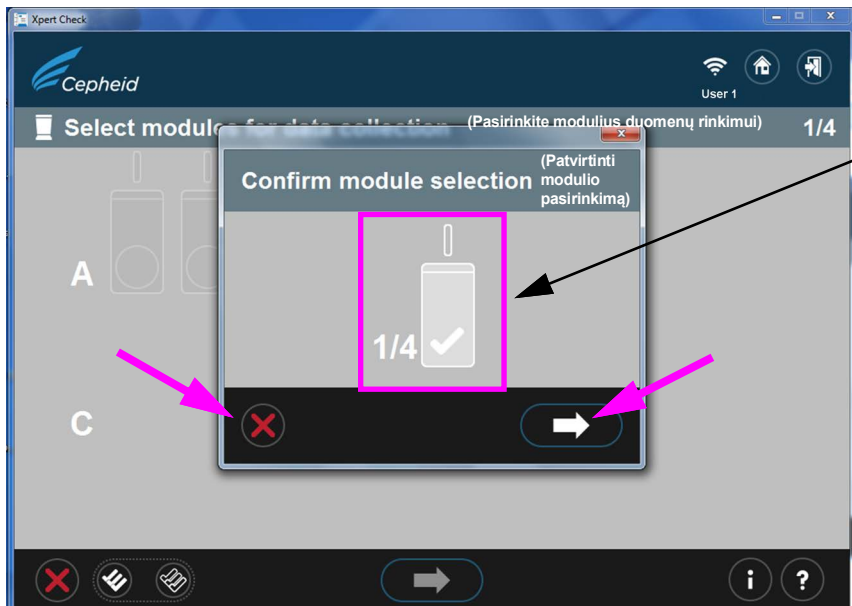 Xpert Check
Cepheid
User 1
Select modules for data collection (Pasirinkite modulius duomenų rinkimui) 1/4
Confirm module selection (Patvirtinti
modulio
pasirinkimą)
A
1/4
C
i ?